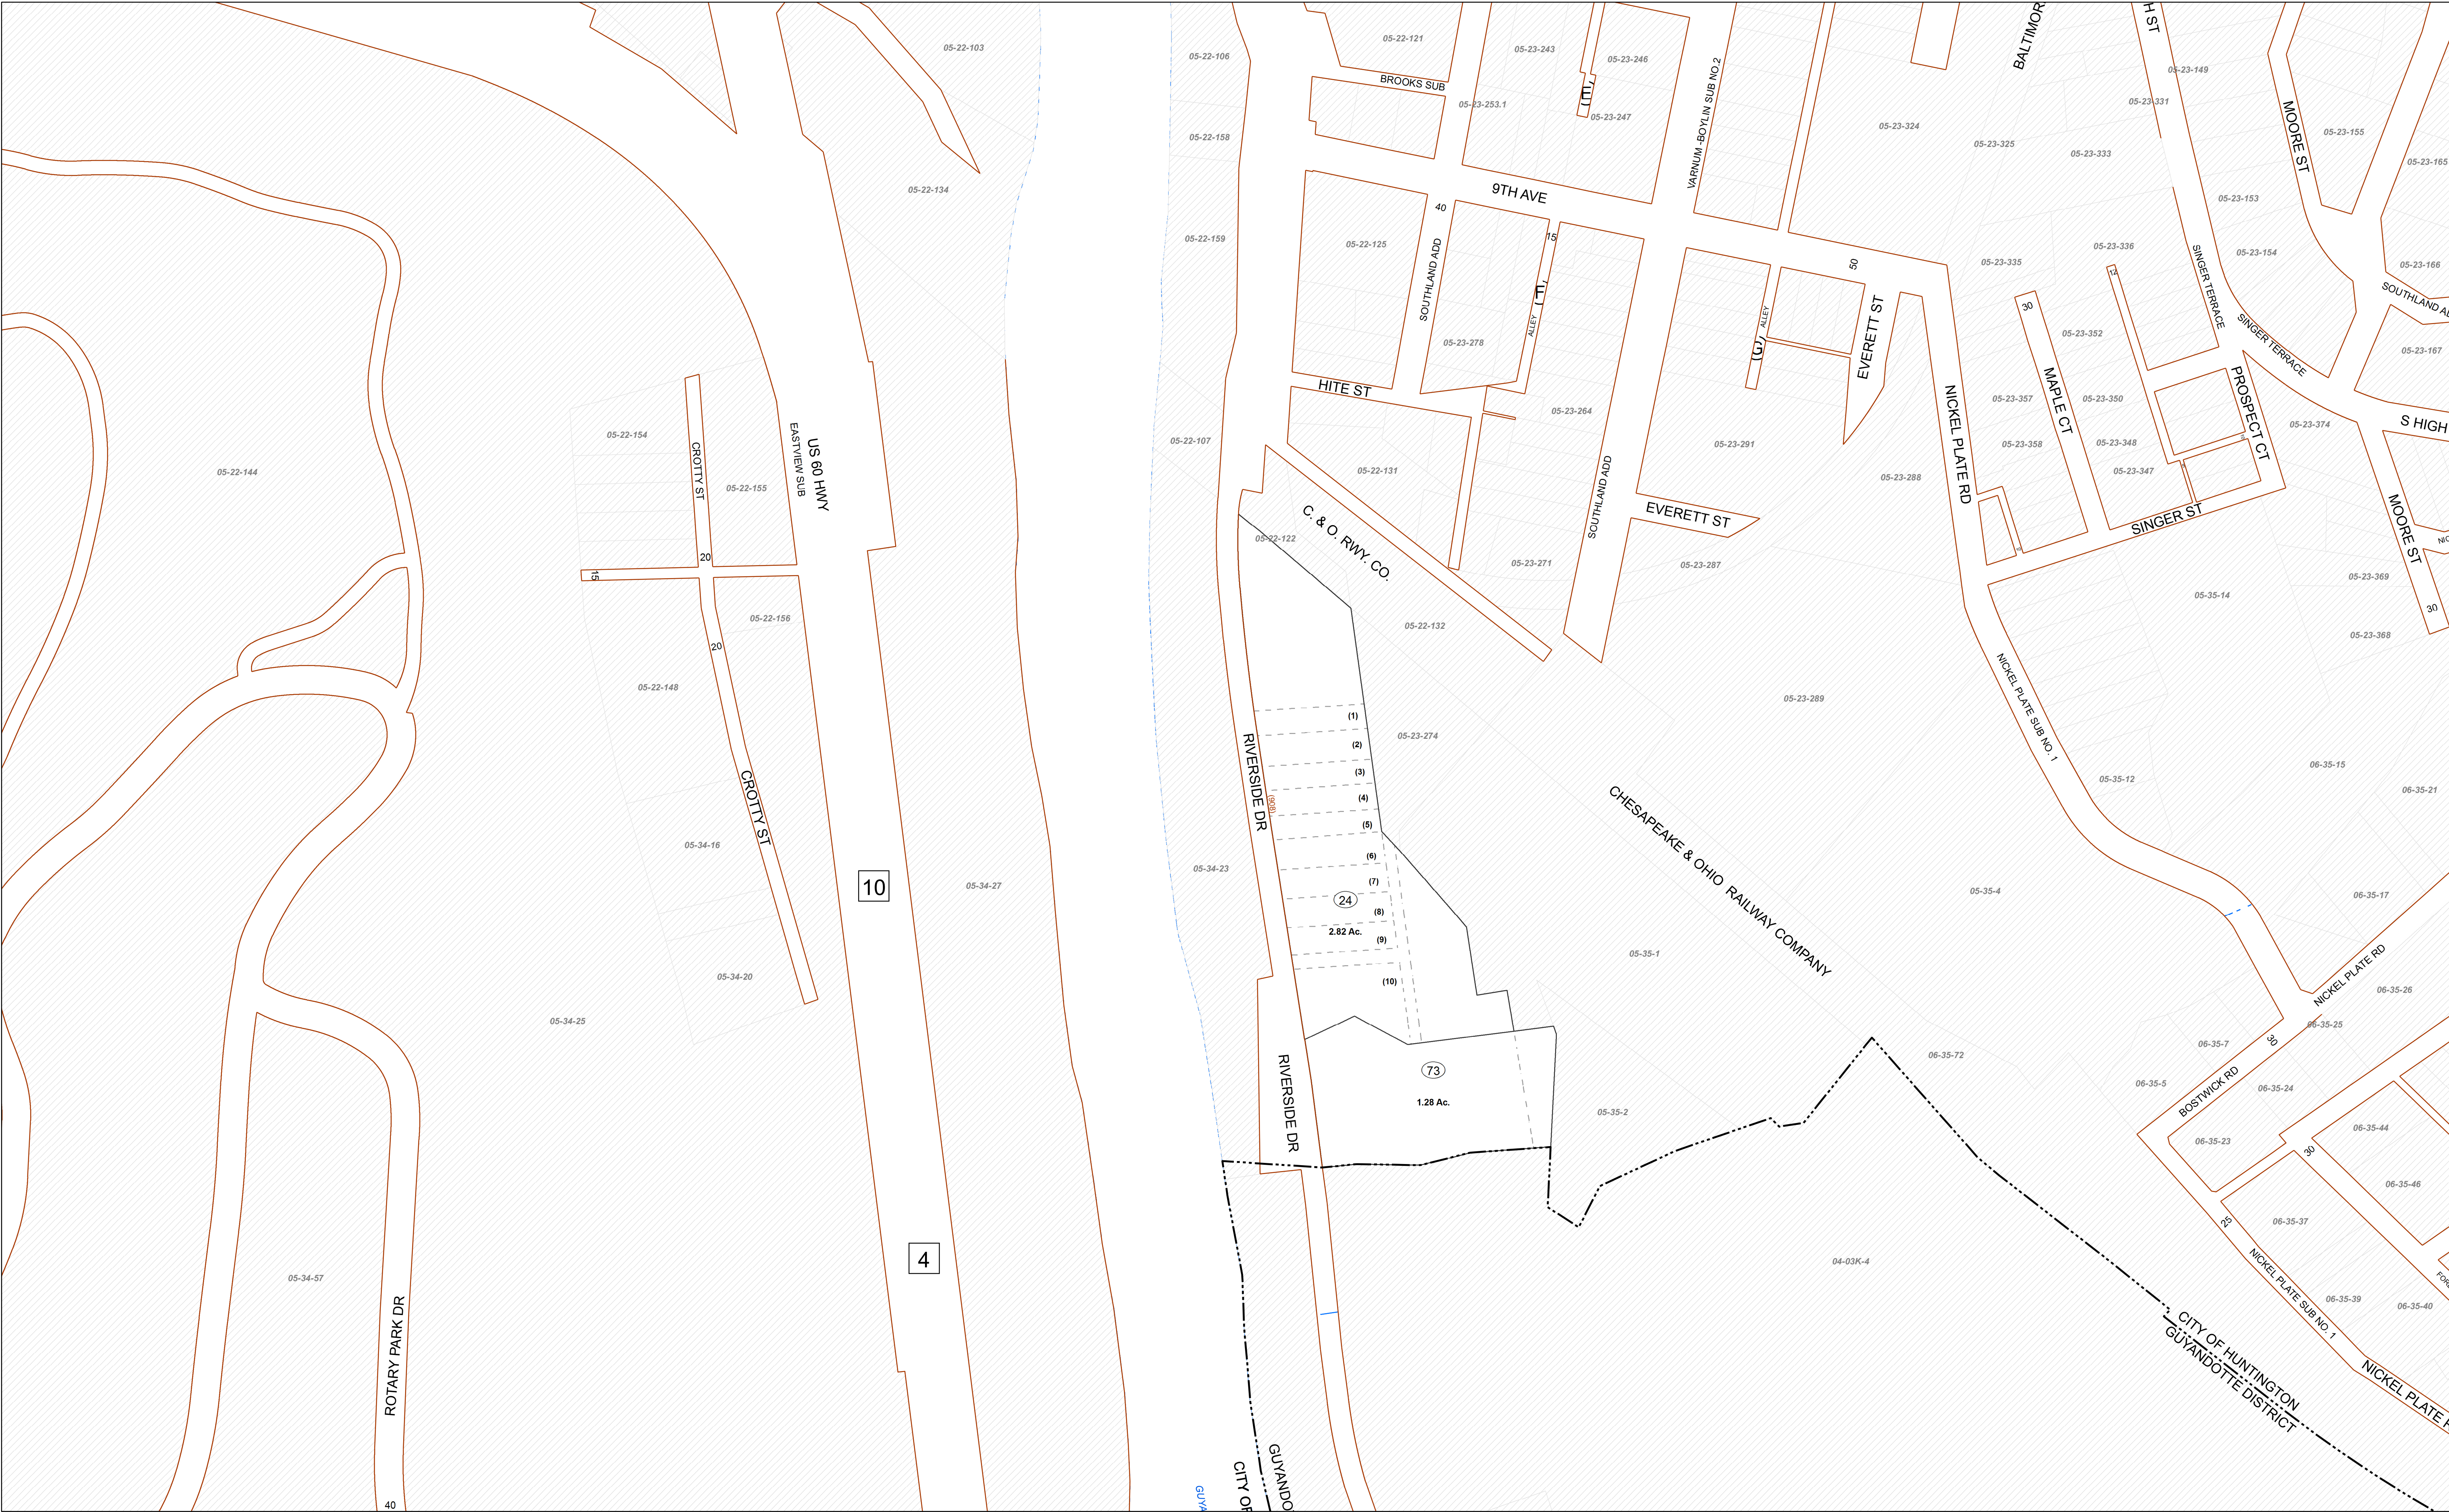 05-22-103
05-22-106
05-22-121
05-23-243
05-23-246
BALTIMOR
H ST
05-23-149
BROOKS SUB
05-23-253.1
(E)
05-23-247
VARNUM -BOYLIN SUB NO.2
05-23-324
05-23-331
MOORE ST
05-23-155
05-22-158
05-23-325
05-23-333
05-23-165
05-22-134
9TH AVE
40
05-23-153
05-22-159
05-22-125
SOUTHLAND ADD
15
05-23-336
SINGER TERRACE
05-23-154
50
05-23-335
12
05-23-166
SOUTHLAND AD
(F)
ALLEY
ALLEY
(G)
EVERETT ST
30
05-23-352
SINGER TERRACE
05-23-278
05-23-167
HITE ST
NICKEL PLATE RD
MAPLE CT
PROSPECT CT
05-23-264
05-23-357
05-23-350
05-22-154
CROTTY ST
EASTVIEW SUB
US 60 HWY
05-22-107
05-23-291
05-23-358
05-23-348
05-23-374
S HIGH
05-22-144
05-22-155
05-22-131
SOUTHLAND ADD
05-23-288
05-23-347
C. & O. RWY. CO.
EVERETT ST
SINGER ST
MOORE ST
05-22-122
NIC
20
15
05-23-271
05-23-287
05-23-369
05-35-14
30
05-22-156
05-22-132
05-23-368
20
NICKEL PLATE SUB NO. 1
05-22-148
05-23-289
(1)
05-23-274
(2)
RIVERSIDE DR
(3)
06-35-15
CROTTY ST
(4)
(908)
05-35-12
06-35-21
(5)
CHESAPEAKE & OHIO RAILWAY COMPANY
05-34-16
(6)
05-34-23
(7)
10
05-34-27
24
05-35-4
06-35-17
(8)
2.82 Ac.
(9)
05-35-1
NICKEL PLATE RD
05-34-20
(10)
06-35-26
05-34-25
06-35-25
30
06-35-7
06-35-72
RIVERSIDE DR
73
06-35-5
BOSTWICK RD
06-35-24
1.28 Ac.
05-35-2
06-35-23
06-35-44
30
06-35-46
25
06-35-37
4
04-03K-4
NICKEL PLATE SUB NO. 1
05-34-57
FOR
06-35-39
06-35-40
ROTARY PARK DR
CITY OF HUNTINGTON
GUYANDOTTE DISTRICT
NICKEL PLATE R
40
GUYA
CITY OF
GUYANDO